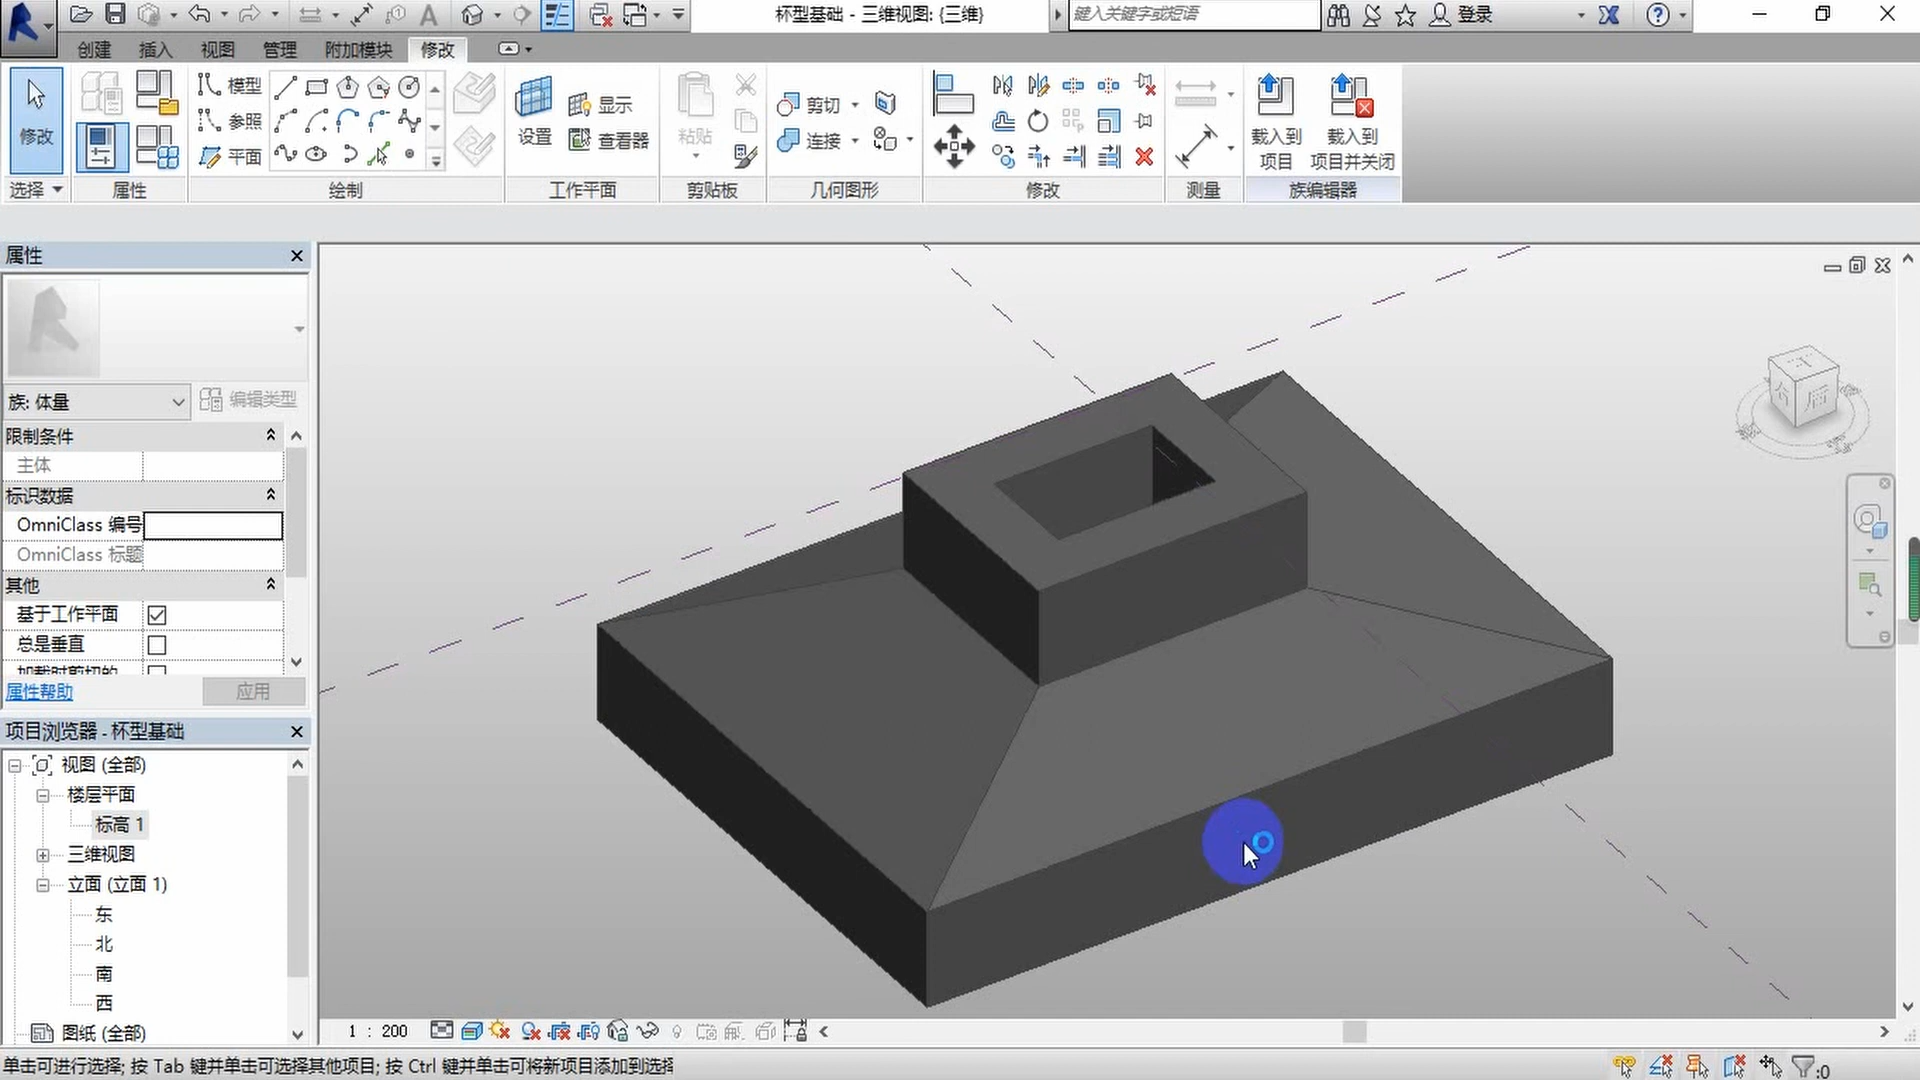 杯型基础 - 三维视图: {三维}
键入关键字或短语
登录
创建 插入 视图 管理 附加模块 修改
修改
模型
参照
平面
设置
显示
查看器
粘贴
剪切
连接
载入到
项目
载入到
项目并关闭
选择 属性 绘制 工作平面 剪贴板 几何图形 修改 测量 族编辑器
属性
族: 体量
编辑类型
限制条件
主体
标识数据
OmniClass 编号
OmniClass 标题
其他
基于工作平面
总是垂直
加载时剪切的
属性帮助
应用
项目浏览器 - 杯型基础
视图 (全部)
楼层平面
标高 1
三维视图
立面 (立面 1)
东
北
南
西
图纸 (全部)
1 : 200
单击可进行选择; 按 Tab 键并单击可选择其他项目; 按 Ctrl 键并单击可将新项目添加到选择
:0